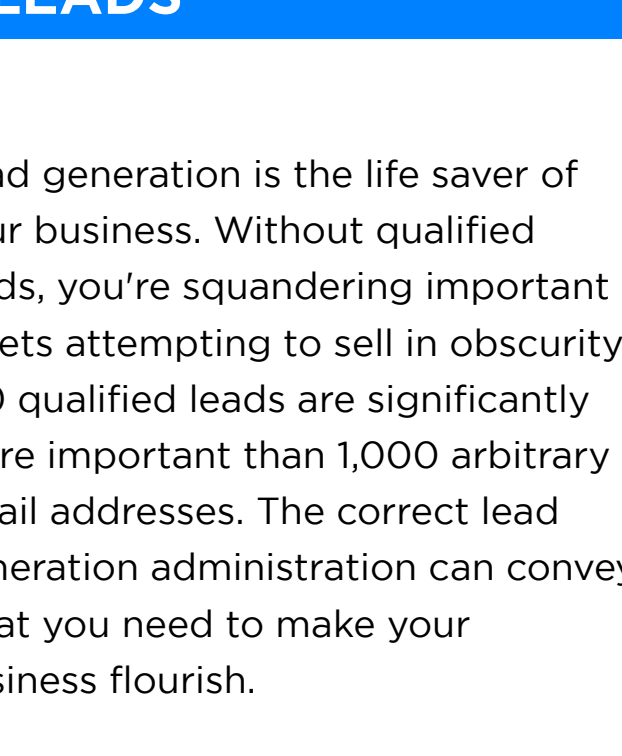 LEADS
nd generation is the life saver of
ur business. Without qualified
ds, you're squandering important
ets attempting to sell in obscurity
qualified leads are significantly
re important than 1,000 arbitrary
ail addresses. The correct lead
neration administration can convey
at you need to make your
siness flourish.